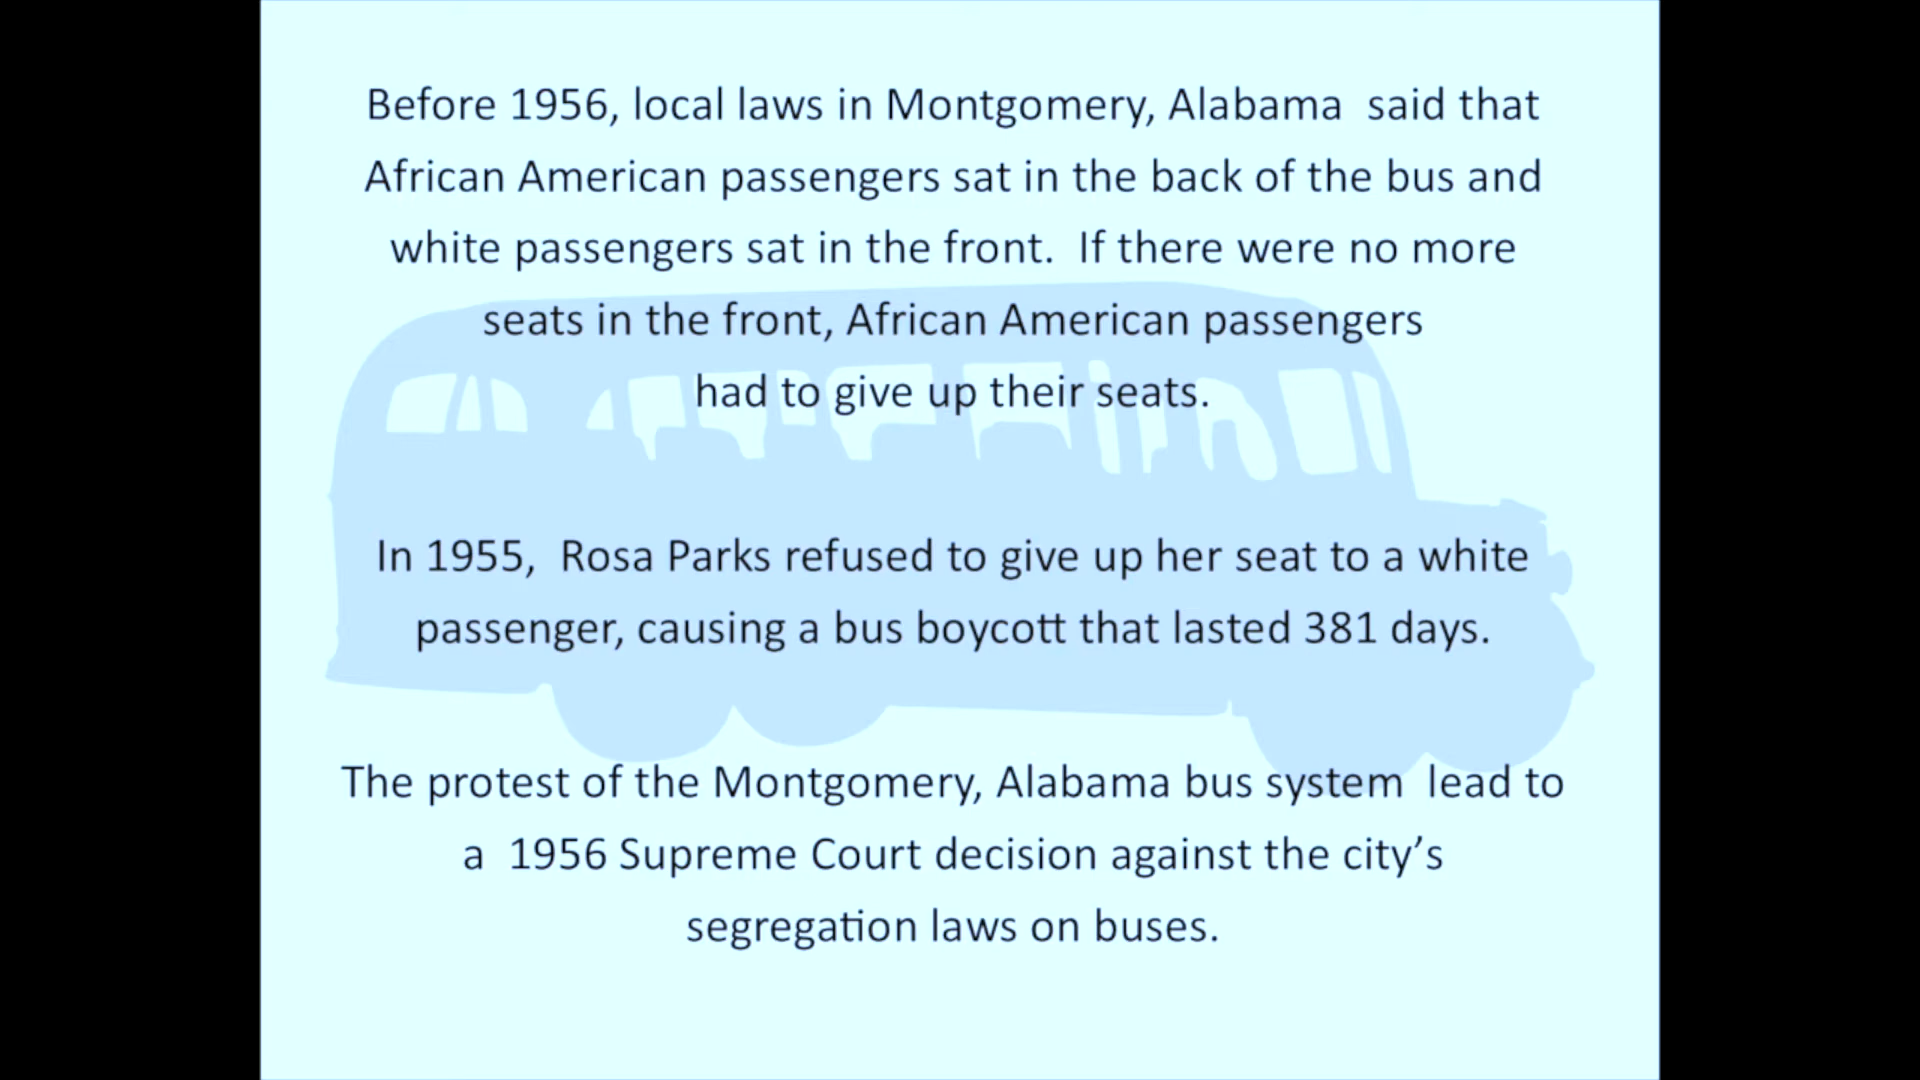 Before 1956, local laws in Montgomery, Alabama  said that
African American passengers sat in the back of the bus and
white passengers sat in the front.  If there were no more
seats in the front, African American passengers
had to give up their seats.
In 1955,  Rosa Parks refused to give up her seat to a white
passenger, causing a bus boycott that lasted 381 days.
The protest of the Montgomery, Alabama bus system  lead to
a  1956 Supreme Court decision against the city’s
segregation laws on buses.